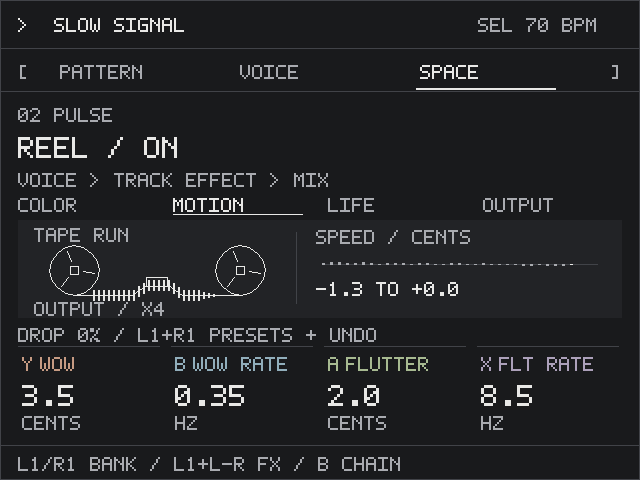 > SLOW SIGNAL SEL 70 BPM
[ PATTERN VOICE SPACE ]
02 PULSE
REEL / ON
VOICE > TRACK EFFECT > MIX
COLOR MOTION LIFE OUTPUT
TAPE RUN SPEED / CENTS
-1.3 TO +0.0
OUTPUT / X4
DROP 0% / L1+R1 PRESETS + UNDO
Y WOW B WOW RATE A FLUTTER X FLT RATE
3.5 0.35 2.0 8.5
CENTS HZ CENTS HZ
L1/R1 BANK / L1+L-R FX / B CHAIN